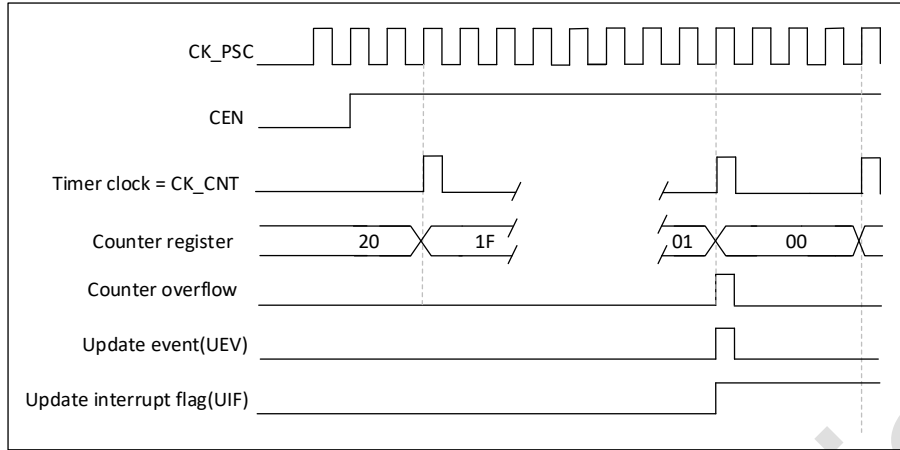 CK_PSC
CEN
Timer clock = CK_CNT
Counter register 20 1F 01 00
Counter overflow
Update event(UEV)
Update interrupt flag(UIF)